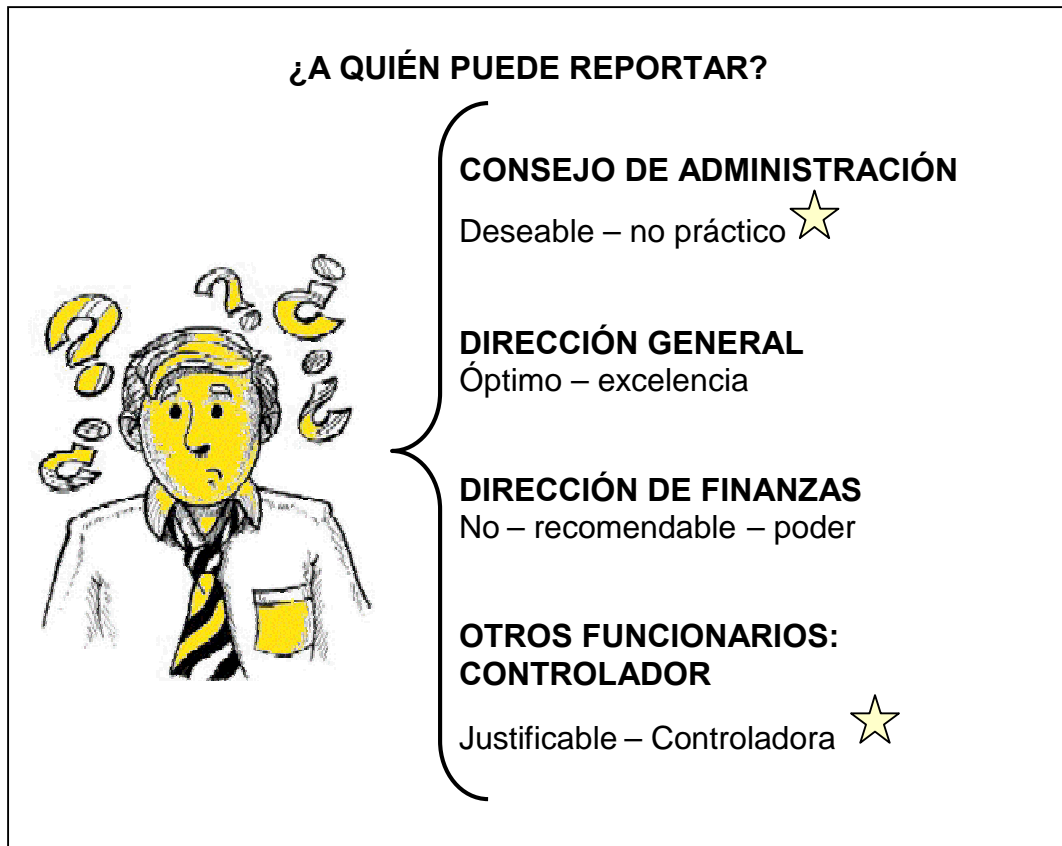 ¿A QUIÉN PUEDE REPORTAR?
CONSEJO DE ADMINISTRACIÓN
Deseable – no práctico
DIRECCIÓN GENERAL
Óptimo – excelencia
DIRECCIÓN DE FINANZAS
No – recomendable – poder
OTROS FUNCIONARIOS:
CONTROLADOR
Justificable – Controladora